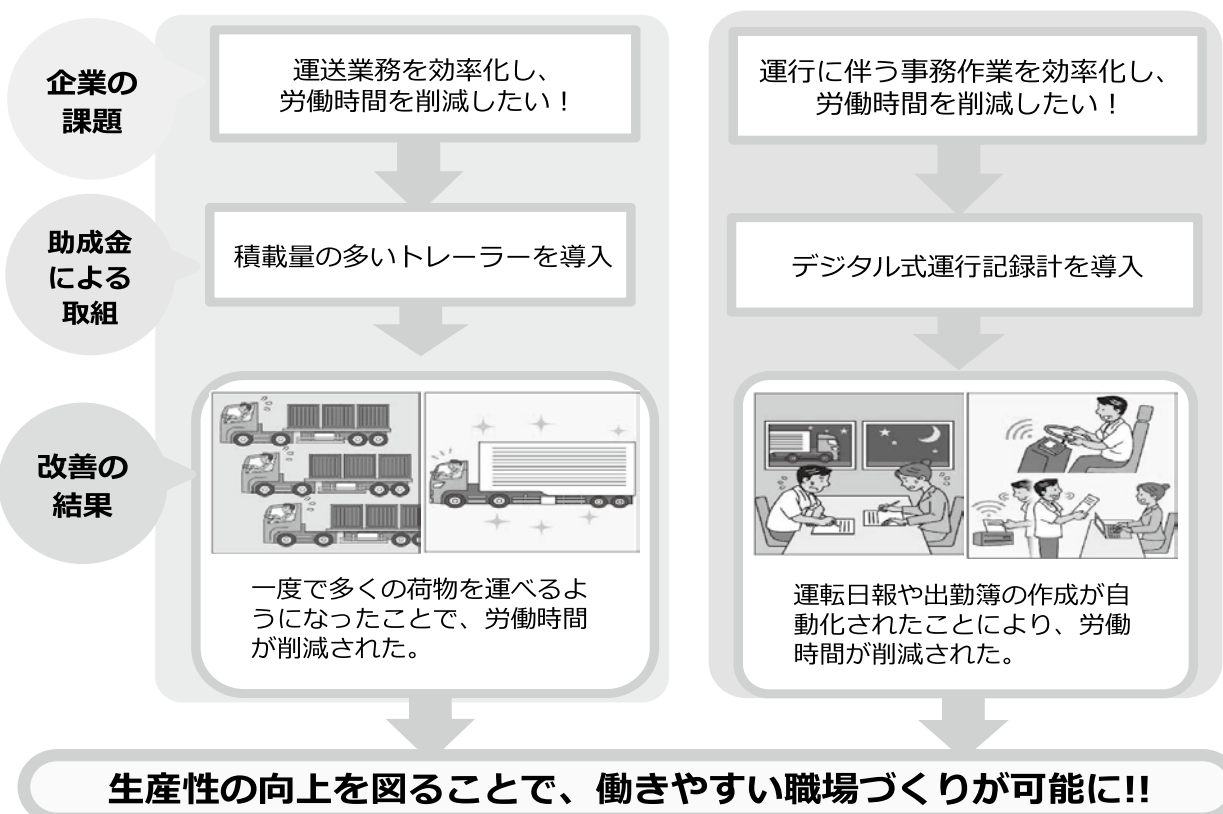 企業の
課題
運送業務を効率化し、
労働時間を削減したい！
運行に伴う事務作業を効率化し、
労働時間を削減したい！
助成金
による
取組
積載量の多いトレーラーを導入
デジタル式運行記録計を導入
改善の
結果
一度で多くの荷物を運べるよ
うになったことで、労働時間
が削減された。
運転日報や出勤簿の作成が自
動化されたことにより、労働
時間が削減された。
生産性の向上を図ることで、働きやすい職場づくりが可能に!!